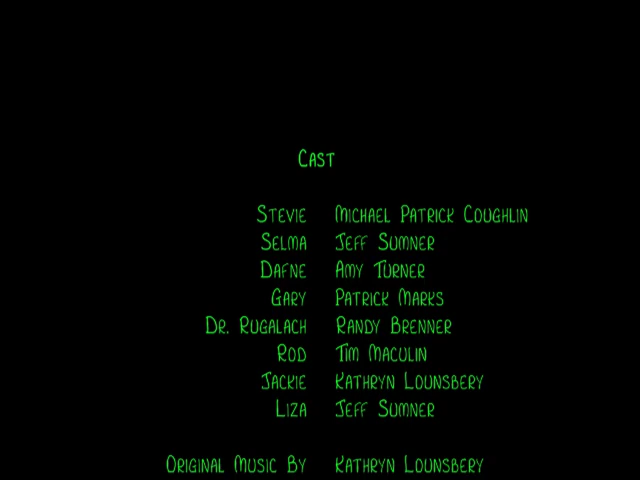 Cast
Stevie Michael Patrick Coughlin
Selma Jeff Sumner
Dafne Amy Turner
Gary Patrick Marks
Dr. Rugalach Randy Brenner
Rod Tim Maculin
Jackie Kathryn Lounsbery
Liza Jeff Sumner
Original Music By Kathryn Lounsbery